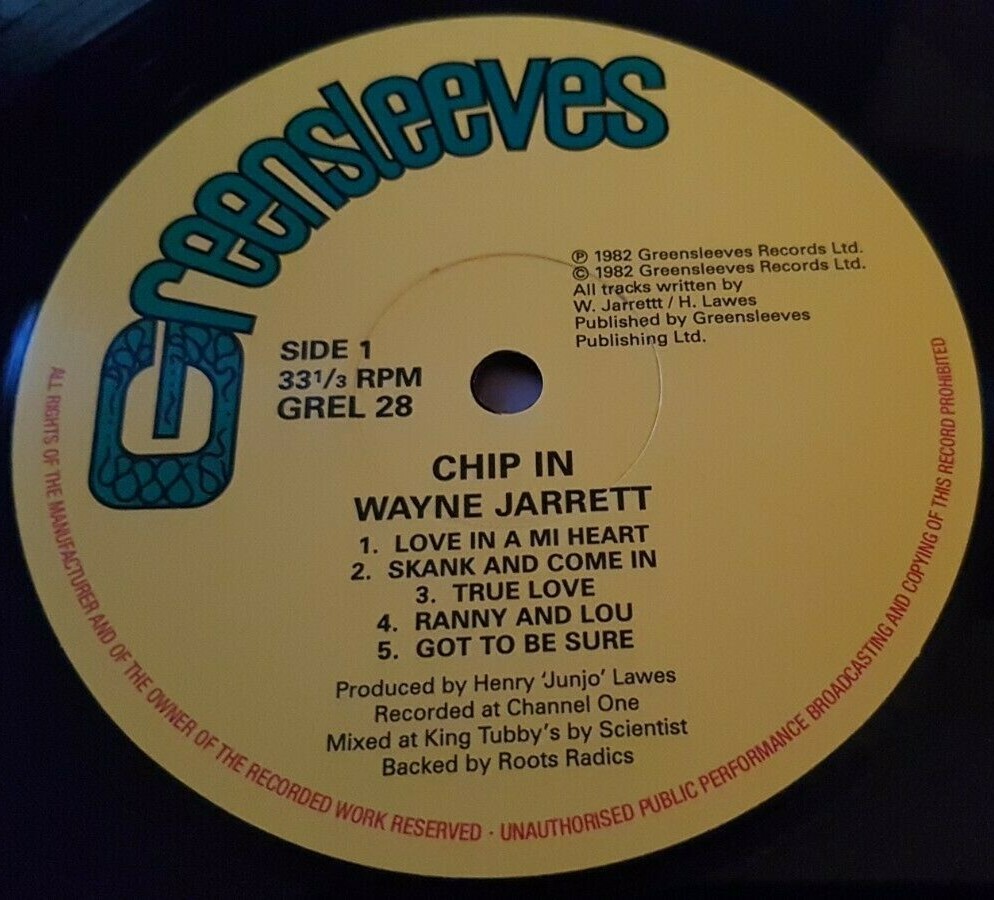 Greensleeves
℗ 1982 Greensleeves Records Ltd.
© 1982 Greensleeves Records Ltd.
All tracks written by
W. Jarrettt / H. Lawes
Published by Greensleeves
Publishing Ltd.
SIDE 1
33 1/3 RPM
GREL 28
CHIP IN
WAYNE JARRETT
1. LOVE IN A MI HEART
2. SKANK AND COME IN
3. TRUE LOVE
4. RANNY AND LOU
5. GOT TO BE SURE
Produced by Henry ‘Junjo’ Lawes
Recorded at Channel One
Mixed at King Tubby's by Scientist
Backed by Roots Radics
ALL RIGHTS OF THE MANUFACTURER AND OF THE OWNER OF THE RECORDED WORK RESERVED · UNAUTHORISED PUBLIC PERFORMANCE BROADCASTING AND COPYING OF THIS RECORD PROHIBITED